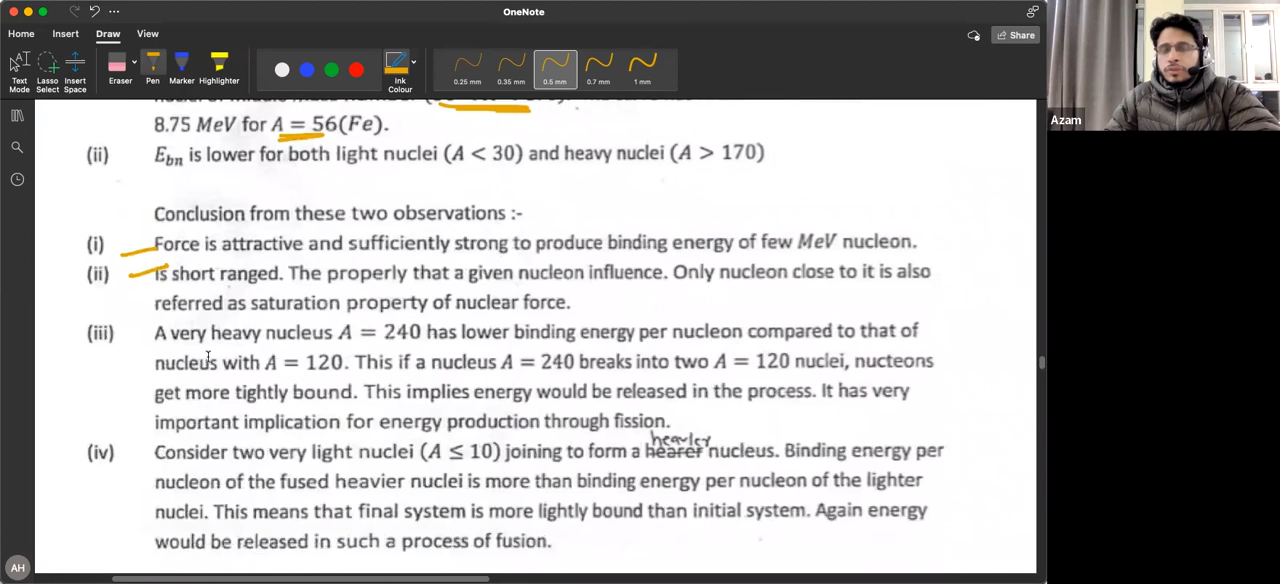 OneNote
Home Insert Draw View
Share
Text Mode
Lasso Select
Insert Space
Eraser
Pen
Marker
Highlighter
Ink Colour
0.25 mm
0.35 mm
0.5 mm
0.7 mm
1 mm
Azam
8.75 MeV for A = 56(Fe).
(ii) Ebn is lower for both light nuclei (A < 30) and heavy nuclei (A > 170)
Conclusion from these two observations :-
(i) Force is attractive and sufficiently strong to produce binding energy of few MeV nucleon.
(ii) Is short ranged. The properly that a given nucleon influence. Only nucleon close to it is also
referred as saturation property of nuclear force.
(iii) A very heavy nucleus A = 240 has lower binding energy per nucleon compared to that of
nucleus with A = 120. This if a nucleus A = 240 breaks into two A = 120 nuclei, nucteons
get more tightly bound. This implies energy would be released in the process. It has very
important implication for energy production through fission.
heavier
(iv) Consider two very light nuclei (A ≤ 10) joining to form a hearer nucleus. Binding energy per
nucleon of the fused heavier nuclei is more than binding energy per nucleon of the lighter
nuclei. This means that final system is more lightly bound than initial system. Again energy
would be released in such a process of fusion.
AH